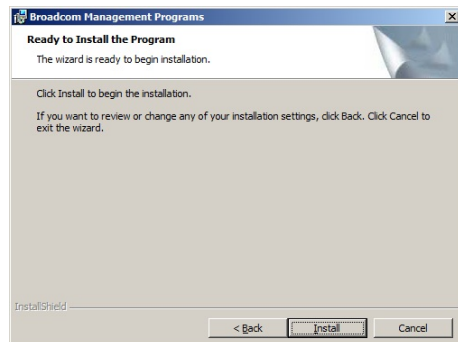 Broadcom Management Programs
Ready to Install the Program
The wizard is ready to begin installation.
Click Install to begin the installation.
If you want to review or change any of your installation settings, click Back. Click Cancel to
exit the wizard.
InstallShield
< Back Install Cancel